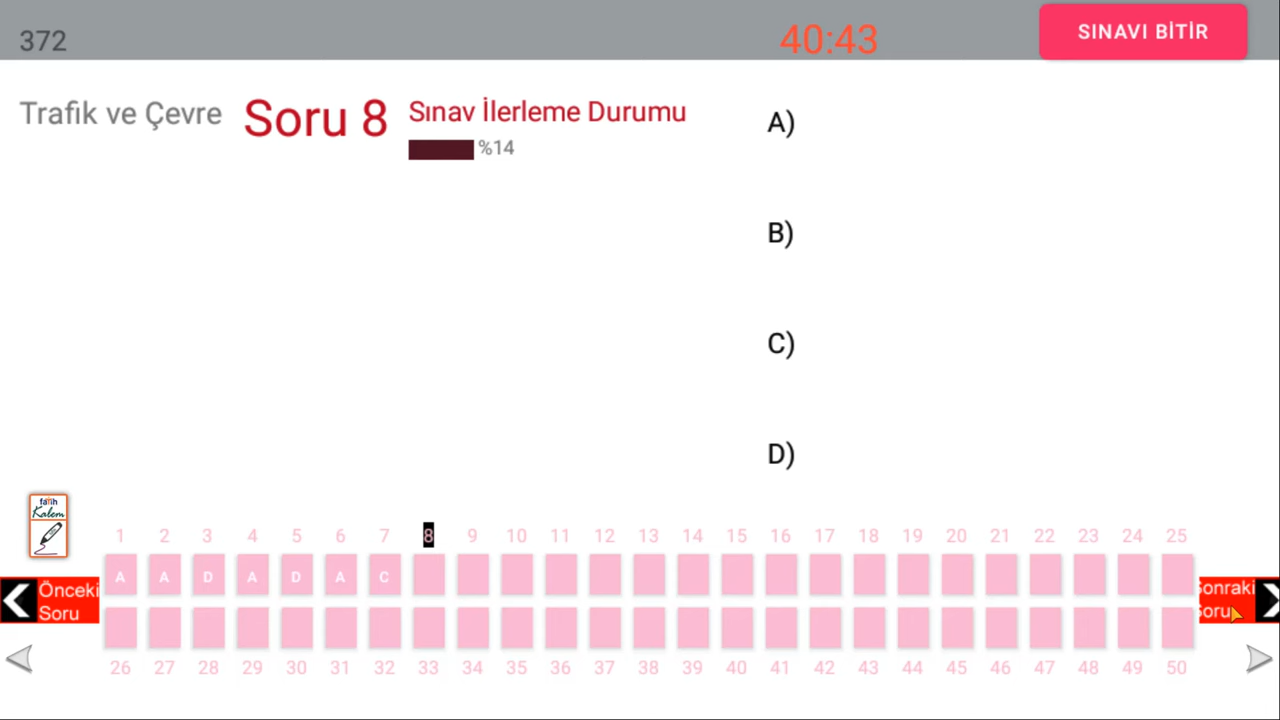 372
40:43
SINAVI BİTİR
Trafik ve Çevre
Soru 8
Sınav İlerleme Durumu
%14
A)
B)
C)
D)
fatih
Kalem
1 2 3 4 5 6 7 8 9 10 11 12 13 14 15 16 17 18 19 20 21 22 23 24 25
A A D A D A C
Önceki
Soru
Sonraki
Soru
26 27 28 29 30 31 32 33 34 35 36 37 38 39 40 41 42 43 44 45 46 47 48 49 50